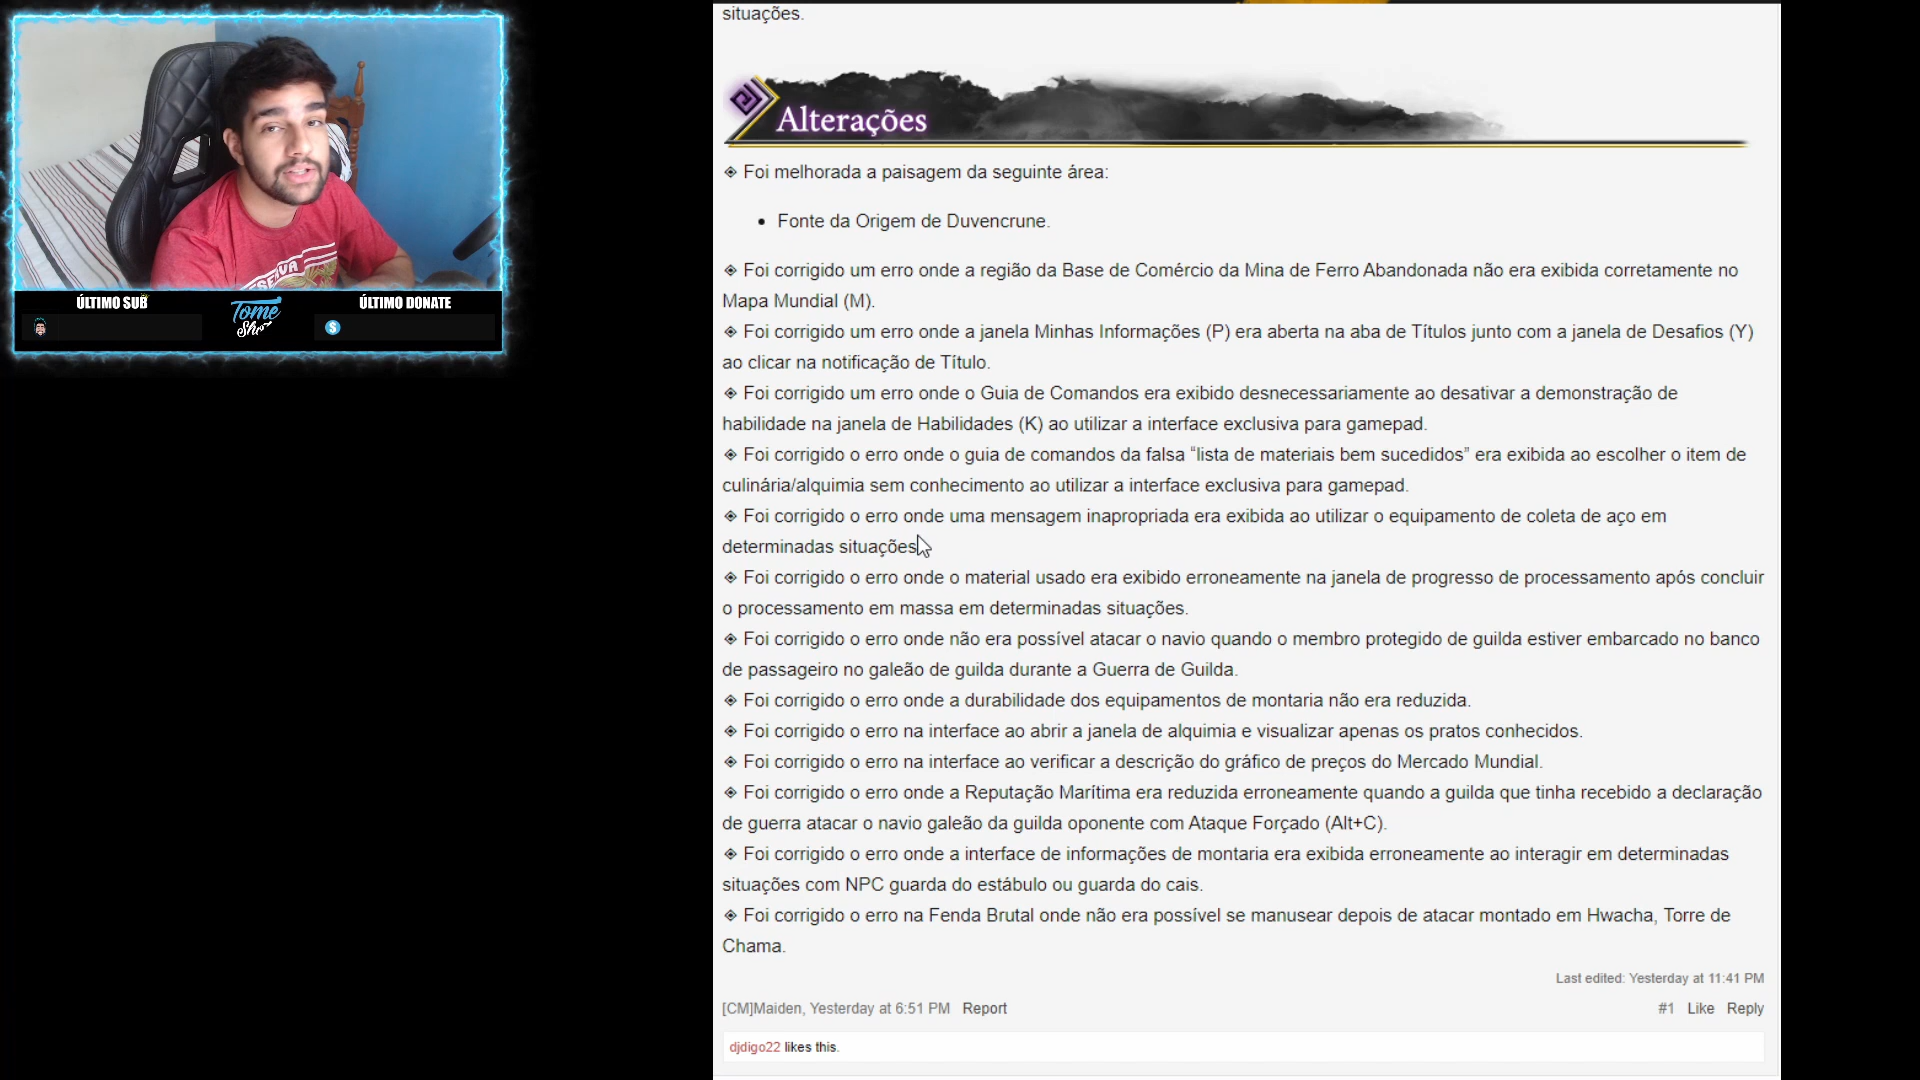 situações.
Alterações
◈ Foi melhorada a paisagem da seguinte área:
• Fonte da Origem de Duvencrune.
◈ Foi corrigido um erro onde a região da Base de Comércio da Mina de Ferro Abandonada não era exibida corretamente no
Mapa Mundial (M).
◈ Foi corrigido um erro onde a janela Minhas Informações (P) era aberta na aba de Títulos junto com a janela de Desafios (Y)
ao clicar na notificação de Título.
◈ Foi corrigido um erro onde o Guia de Comandos era exibido desnecessariamente ao desativar a demonstração de
habilidade na janela de Habilidades (K) ao utilizar a interface exclusiva para gamepad.
◈ Foi corrigido o erro onde o guia de comandos da falsa “lista de materiais bem sucedidos” era exibida ao escolher o item de
culinária/alquimia sem conhecimento ao utilizar a interface exclusiva para gamepad.
◈ Foi corrigido o erro onde uma mensagem inapropriada era exibida ao utilizar o equipamento de coleta de aço em
determinadas situações
◈ Foi corrigido o erro onde o material usado era exibido erroneamente na janela de progresso de processamento após concluir
o processamento em massa em determinadas situações.
◈ Foi corrigido o erro onde não era possível atacar o navio quando o membro protegido de guilda estiver embarcado no banco
de passageiro no galeão de guilda durante a Guerra de Guilda.
◈ Foi corrigido o erro onde a durabilidade dos equipamentos de montaria não era reduzida.
◈ Foi corrigido o erro na interface ao abrir a janela de alquimia e visualizar apenas os pratos conhecidos.
◈ Foi corrigido o erro na interface ao verificar a descrição do gráfico de preços do Mercado Mundial.
◈ Foi corrigido o erro onde a Reputação Marítima era reduzida erroneamente quando a guilda que tinha recebido a declaração
de guerra atacar o navio galeão da guilda oponente com Ataque Forçado (Alt+C).
◈ Foi corrigido o erro onde a interface de informações de montaria era exibida erroneamente ao interagir em determinadas
situações com NPC guarda do estábulo ou guarda do cais.
◈ Foi corrigido o erro na Fenda Brutal onde não era possível se manusear depois de atacar montado em Hwacha, Torre de
Chama.
Last edited: Yesterday at 11:41 PM
[CM]Maiden, Yesterday at 6:51 PM Report #1 Like Reply
djdigo22 likes this.
ÚLTIMO SUB
Tome
Sho
ÚLTIMO DONATE
$